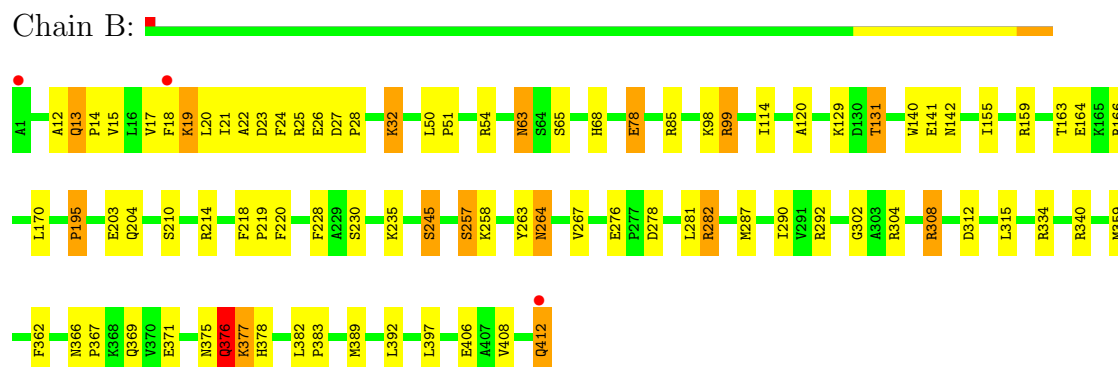 Chain B:
A1 A12 Q13 P14 V15 L16 V17 F18 K19 L20 I21 A22 D23 F24 R25 E26 D27 P28 K32 L50 P51 R54 N63 S64 S65 H68 E78 R85 K98 R99 I114 A120 K129 D130 T131 W140 E141 N142 I155 R159 T163 E164 K165
L170 P195 E203 Q204 S210 R214 F218 P219 F220 F228 A229 S230 K235 S245 S257 K258 Y263 N264 V267 E276 P277 D278 L281 R282 M287 I290 V291 R292 G302 A303 R304 R308 D312 L315 R334 R340 M359
F362 N366 P367 K368 Q369 V370 E371 N375 Q376 K377 H378 L382 P383 M389 L392 L397 E406 A407 V408 Q412